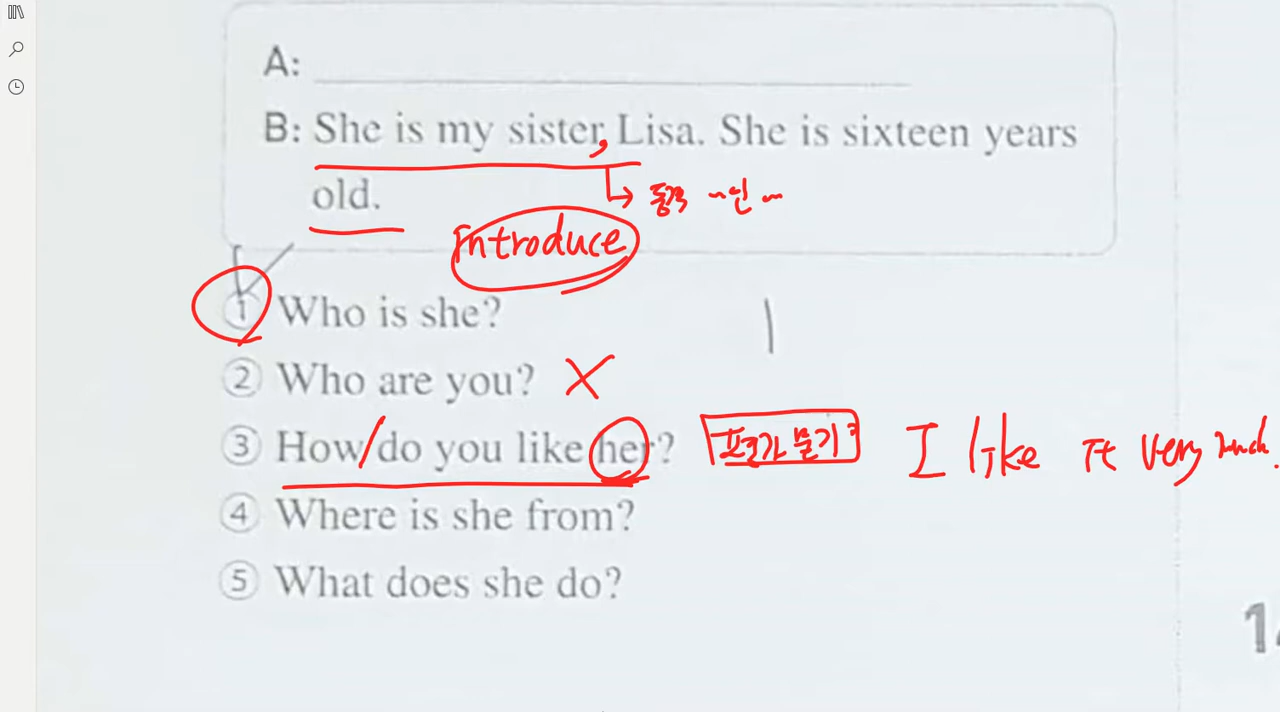 A:
B: She is my sister, Lisa. She is sixteen years
old.
동격 ~인 ~
Introduce
① Who is she?
② Who are you? X
③ How/do you like her? 평가 묻기? I like it very much.
④ Where is she from?
⑤ What does she do?